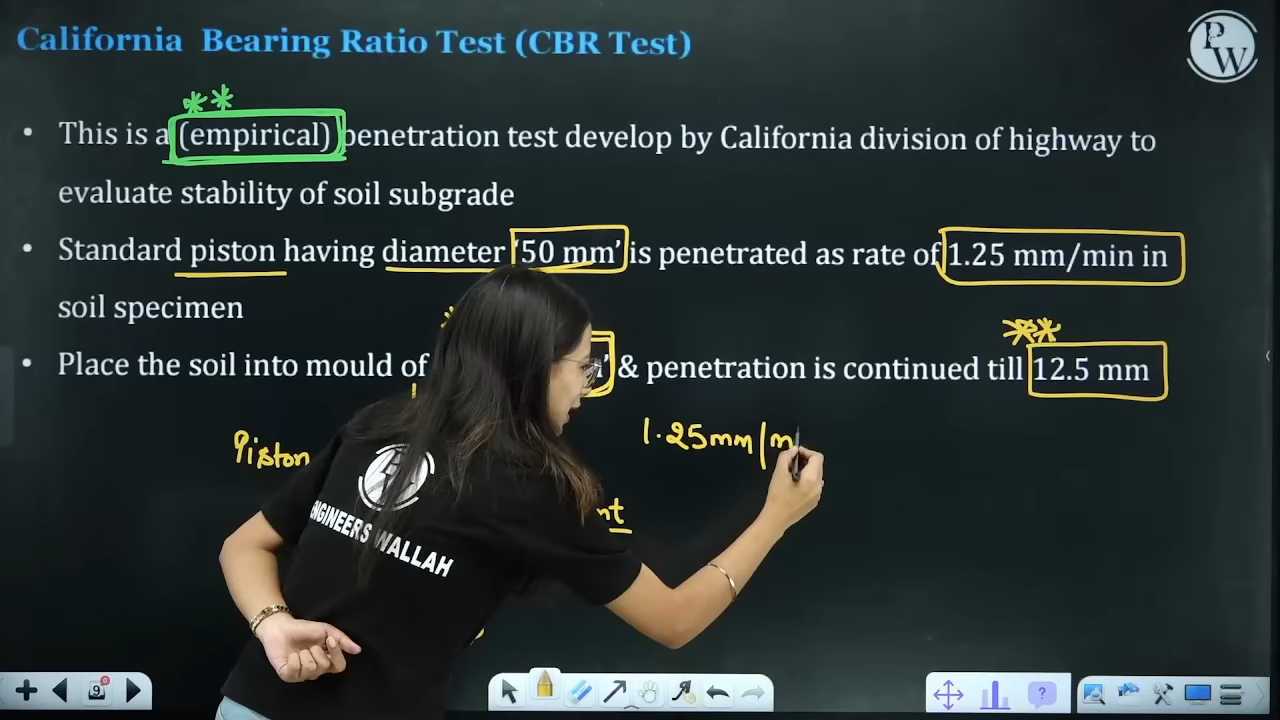 California Bearing Ratio Test (CBR Test)
PW
**
• This is a (empirical) penetration test develop by California division of highway to
evaluate stability of soil subgrade
• Standard piston having diameter '50 mm' is penetrated as rate of 1.25 mm/min in
soil specimen
**
• Place the soil into mould of & penetration is continued till 12.5 mm
Piston
1.25mm/m
nt
ENGINEERS WALLAH
9
0